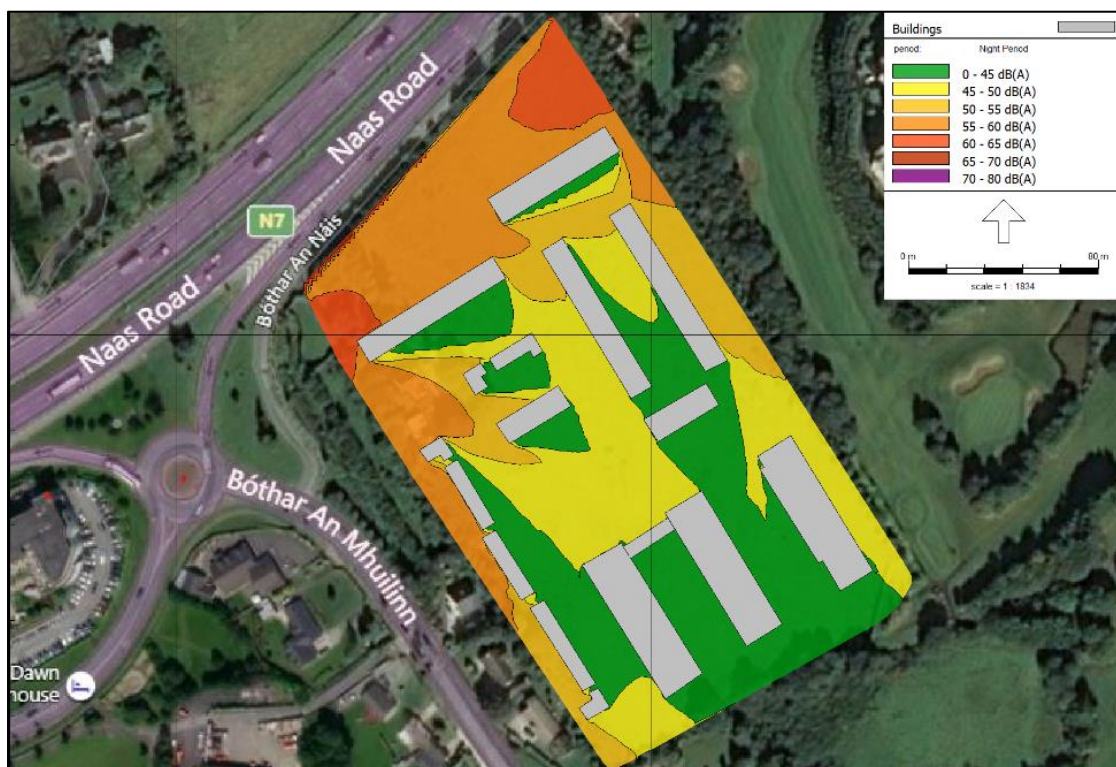 Naas Road
Naas Road
N7
Bóthar An Náis
Bóthar An Mhuilinn
Dawn
house
Buildings
period:
Night Period
0 - 45 dB(A)
45 - 50 dB(A)
50 - 55 dB(A)
55 - 60 dB(A)
60 - 65 dB(A)
65 - 70 dB(A)
70 - 80 dB(A)
0 m
80 m
scale = 1 : 1834